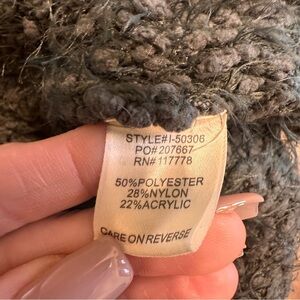 STYLE#I-50306
PO#207667
RN#117778
50%POLYESTER
28%NYLON
22%ACRYLIC
CARE ON REVERSE